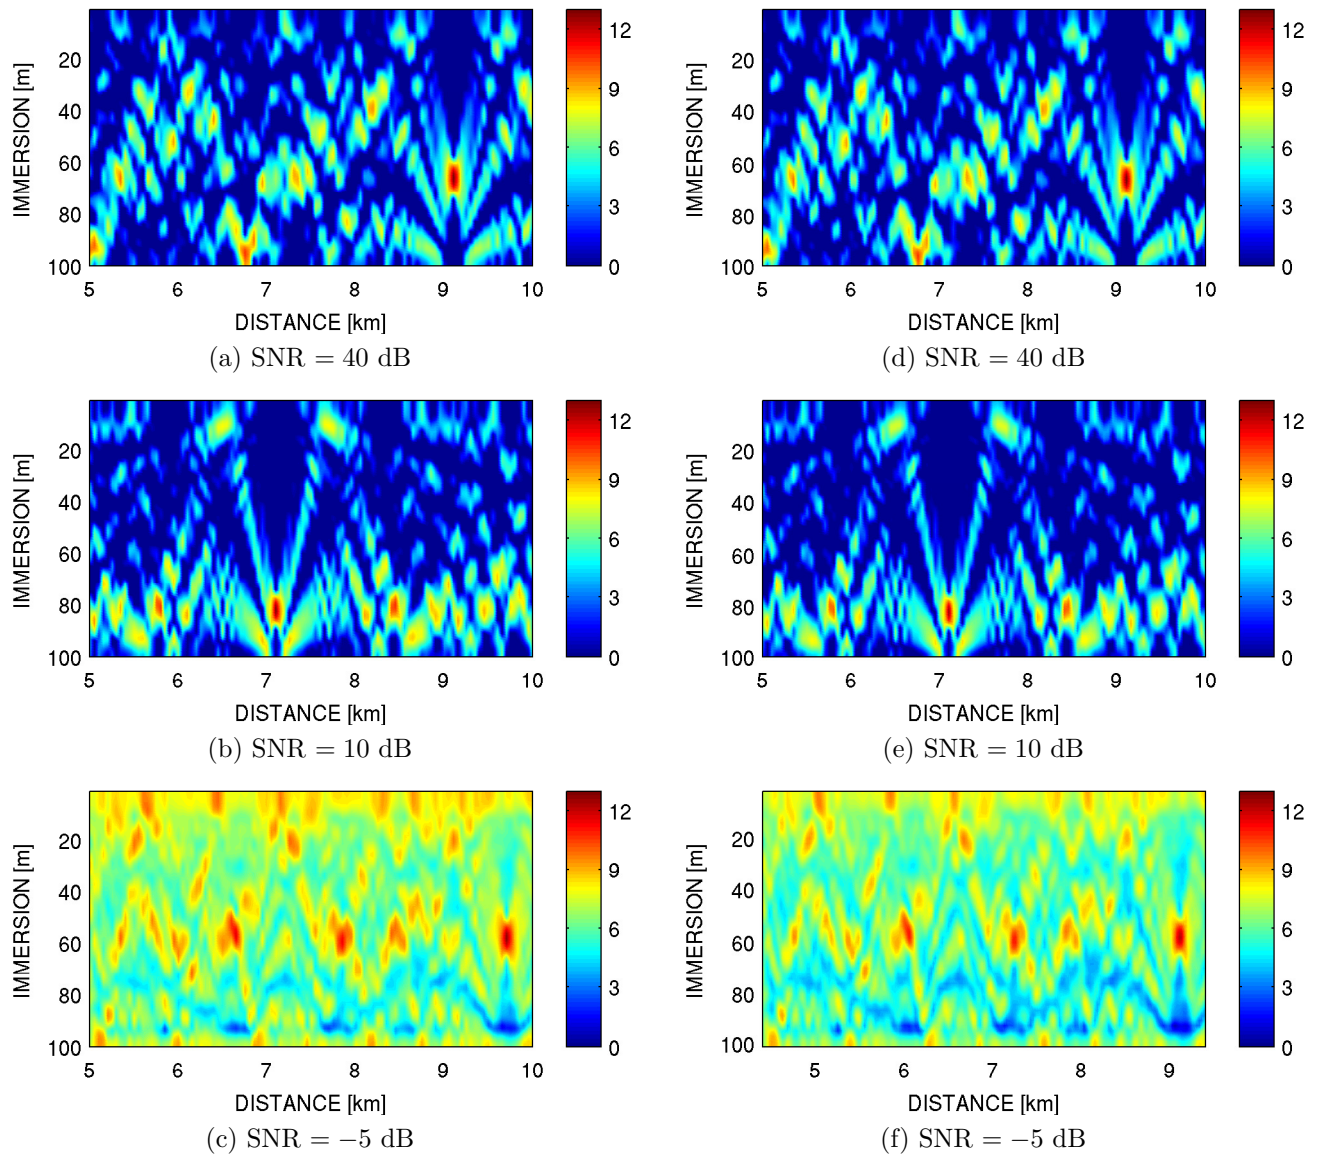 IMMERSION [m]
20
40
60
80
100
5 6 7 8 9 10
DISTANCE [km]
12
9
6
3
0
(a) SNR = 40 dB
IMMERSION [m]
20
40
60
80
100
5 6 7 8 9 10
DISTANCE [km]
12
9
6
3
0
(d) SNR = 40 dB
IMMERSION [m]
20
40
60
80
100
5 6 7 8 9 10
DISTANCE [km]
12
9
6
3
0
(b) SNR = 10 dB
IMMERSION [m]
20
40
60
80
100
5 6 7 8 9 10
DISTANCE [km]
12
9
6
3
0
(e) SNR = 10 dB
IMMERSION [m]
20
40
60
80
100
5 6 7 8 9 10
DISTANCE [km]
12
9
6
3
0
(c) SNR = −5 dB
IMMERSION [m]
20
40
60
80
100
5 6 7 8 9
DISTANCE [km]
12
9
6
3
0
(f) SNR = −5 dB